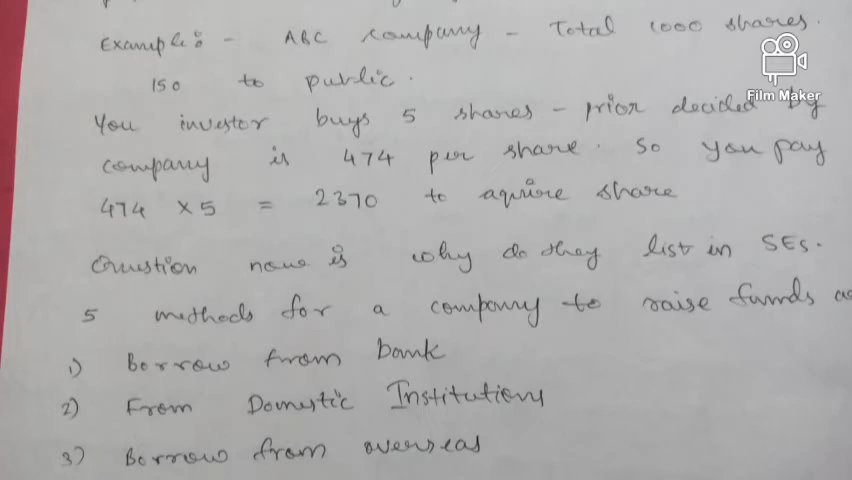 Example:- ABC company - Total 1000 shares.
150 to public.
Film Maker
You investor buys 5 shares - prior decided by
company is 474 per share. So you pay
474 x 5 = 2370 to aquire share
Question nowe is why do they list in SEs.
5 methods for a company to raise funds
1) Borrow from bank
2) From Domestic Institutions
3) Borrow from overseas